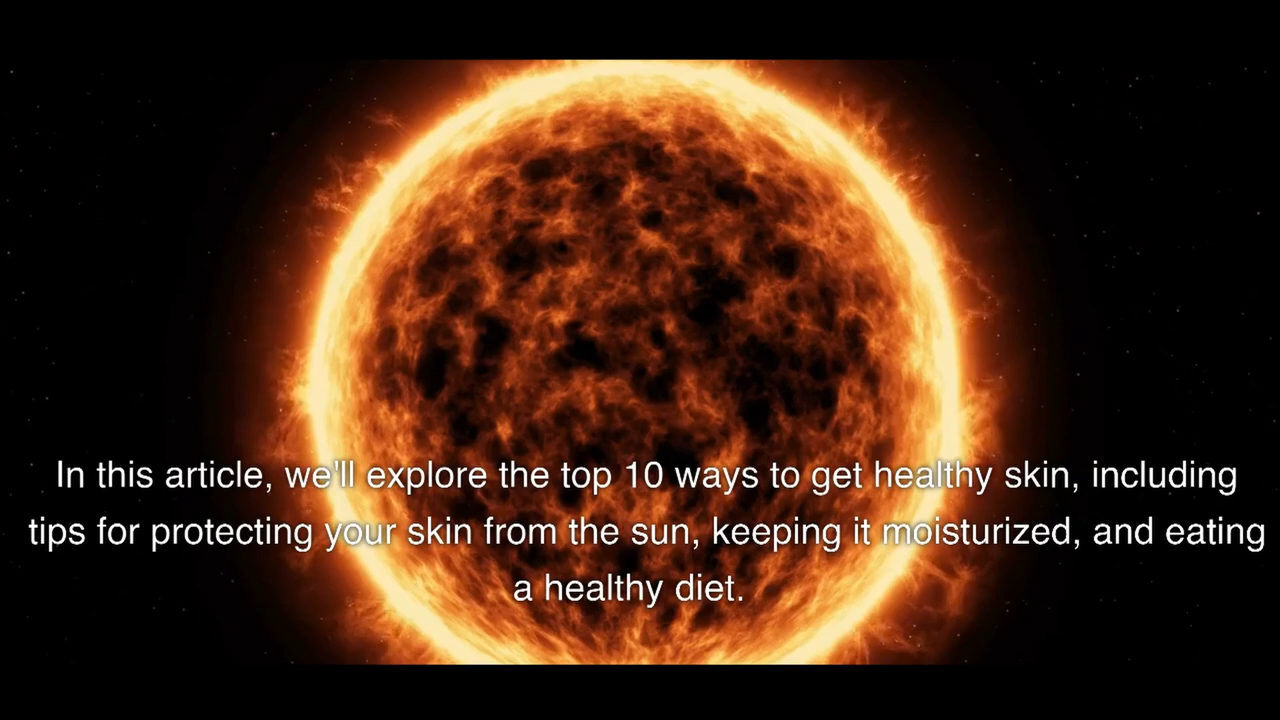 In this article, we'll explore the top 10 ways to get healthy skin, including
tips for protecting your skin from the sun, keeping it moisturized, and eating
a healthy diet.